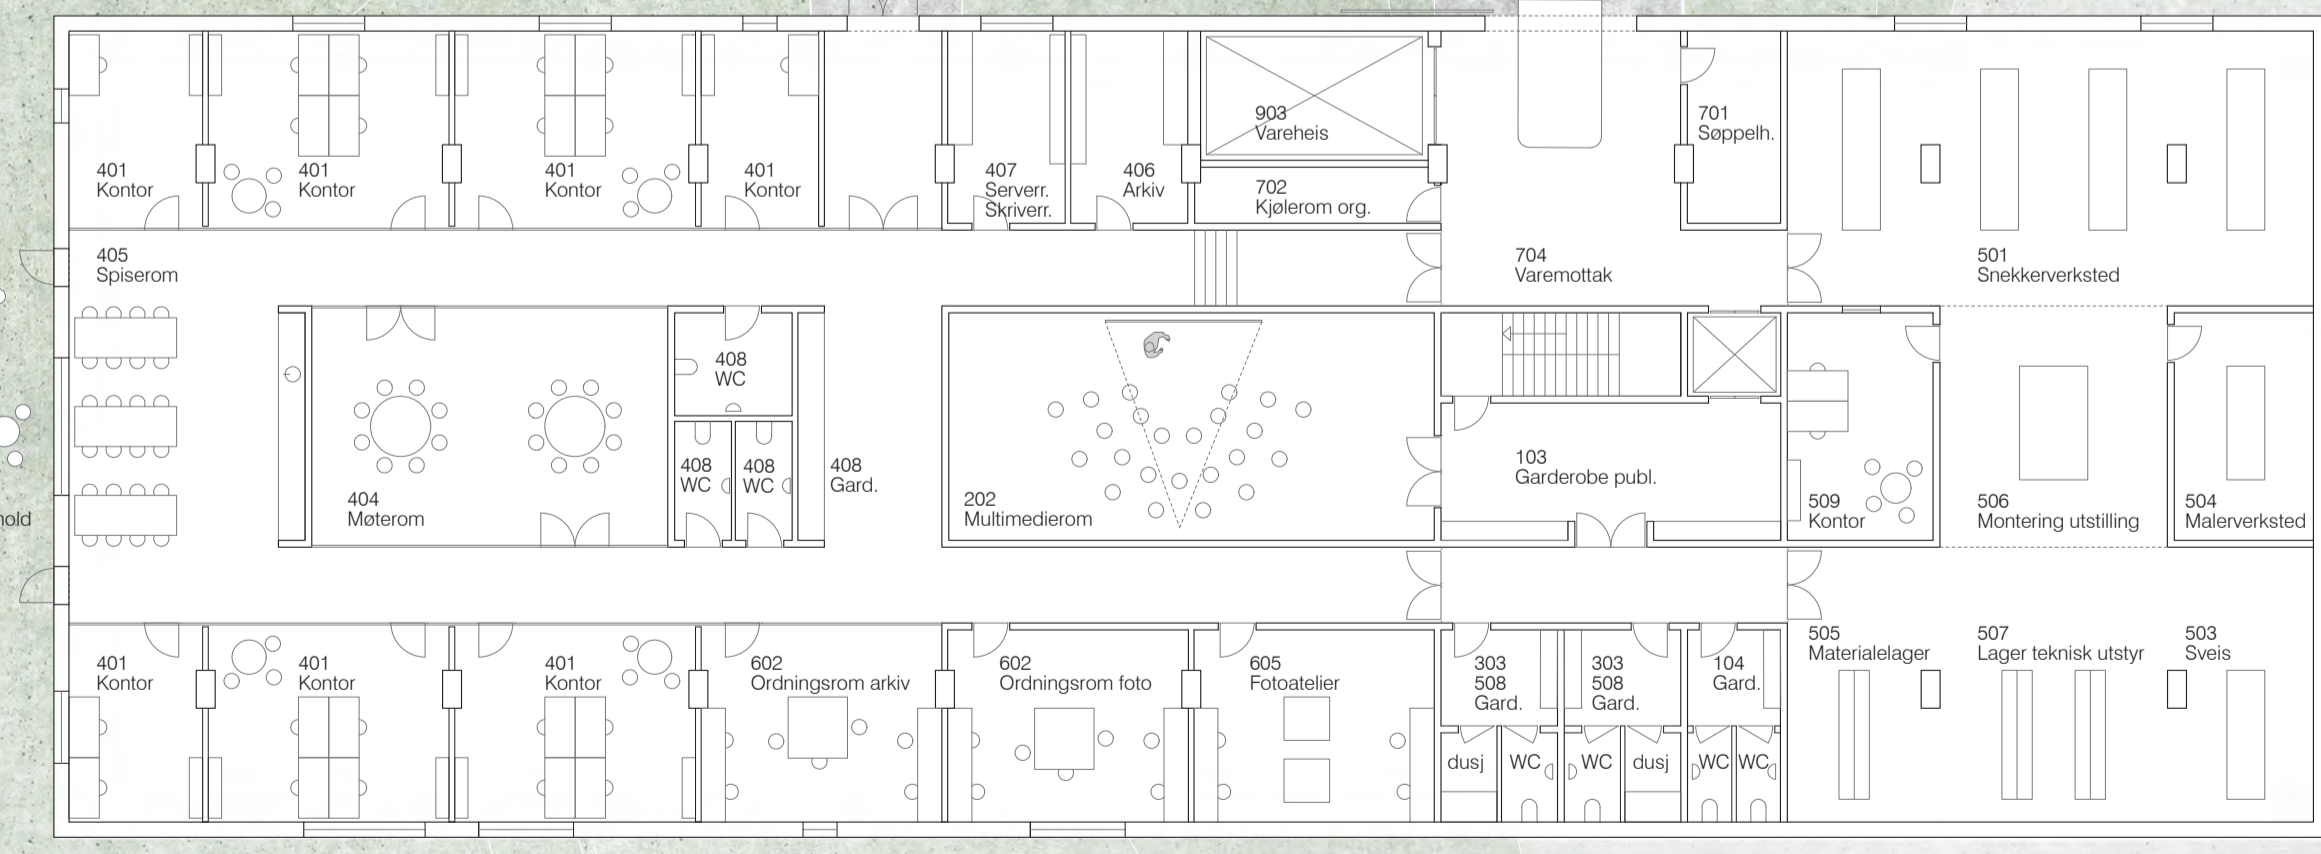 401
Kontor
401
Kontor
401
Kontor
401
Kontor
407
Serverr.
Skriverr.
406
Arkiv
903
Vareheis
702
Kjølerom org.
701
Søppelh.
405
Spiserom
704
Varemottak
501
Snekkerverksted
408
WC
408
WC
408
WC
408
Gard.
404
Møterom
202
Multimedierom
103
Garderobe publ.
509
Kontor
506
Montering utstilling
504
Malerverksted
hold
401
Kontor
401
Kontor
401
Kontor
602
Ordningsrom arkiv
602
Ordningsrom foto
605
Fotoatelier
303
508
Gard.
303
508
Gard.
104
Gard.
505
Materialelager
507
Lager teknisk utstyr
503
Sveis
dusj
WC
WC
dusj
WC
WC